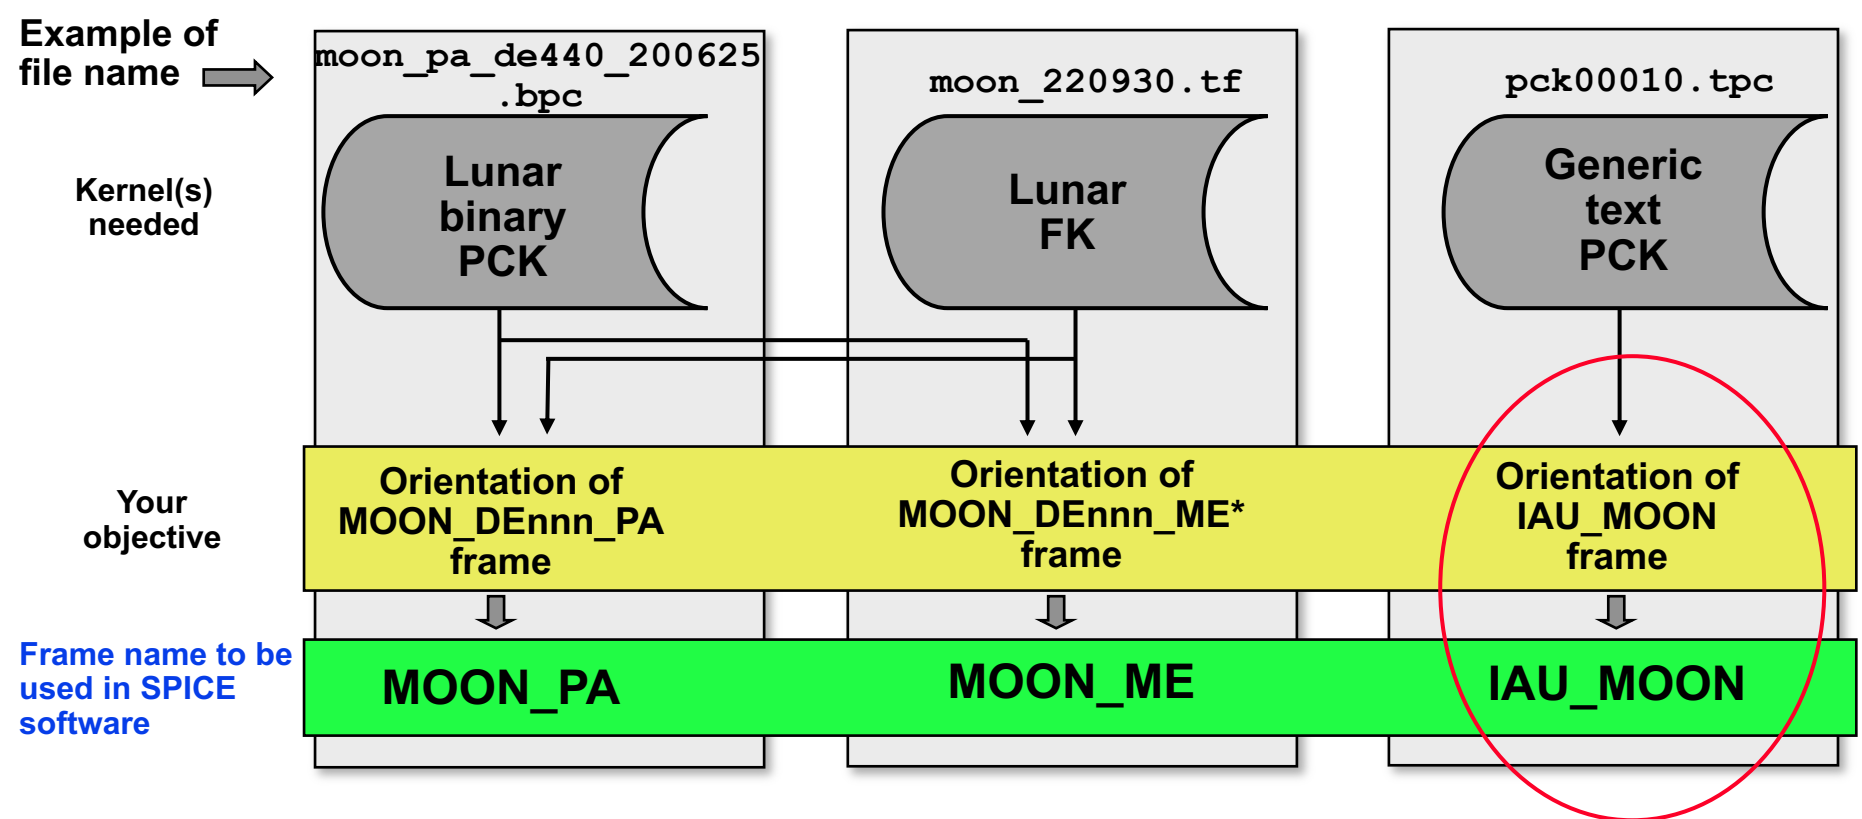 Example of
file name
moon_pa_de440_200625
.bpc
moon_220930.tf
pck00010.tpc
Kernel(s)
needed
Lunar
binary
PCK
Lunar
FK
Generic
text
PCK
Your
objective
Orientation of
MOON_DEnnn_PA
frame
Orientation of
MOON_DEnnn_ME*
frame
Orientation of
IAU_MOON
frame
Frame name to be
used in SPICE
software
MOON_PA
MOON_ME
IAU_MOON